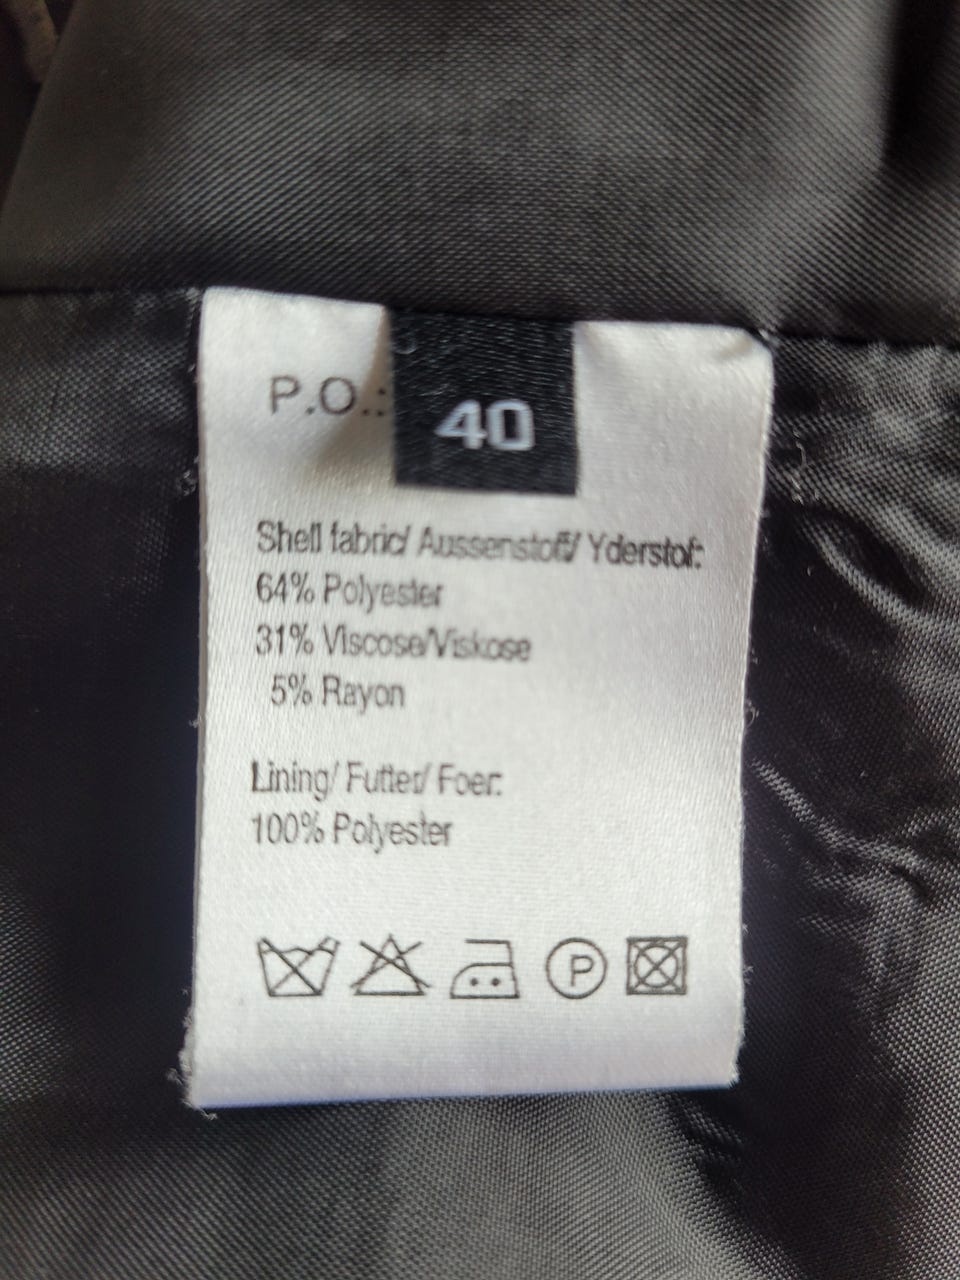 P.O.:
40
Shell fabric/ Aussenstoff/ Yderstof:
64% Polyester
31% Viscose/Viskose
5% Rayon
Lining/ Futter/ Foer:
100% Polyester
P